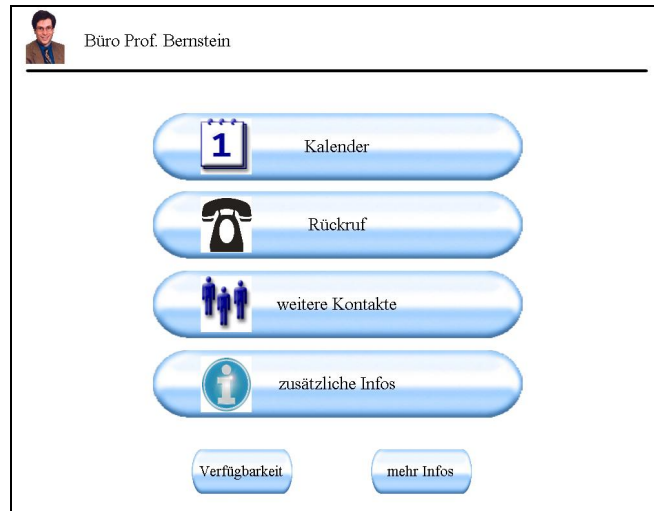 Büro Prof. Bernstein
1
Kalender
Rückruf
weitere Kontakte
zusätzliche Infos
Verfügbarkeit
mehr Infos